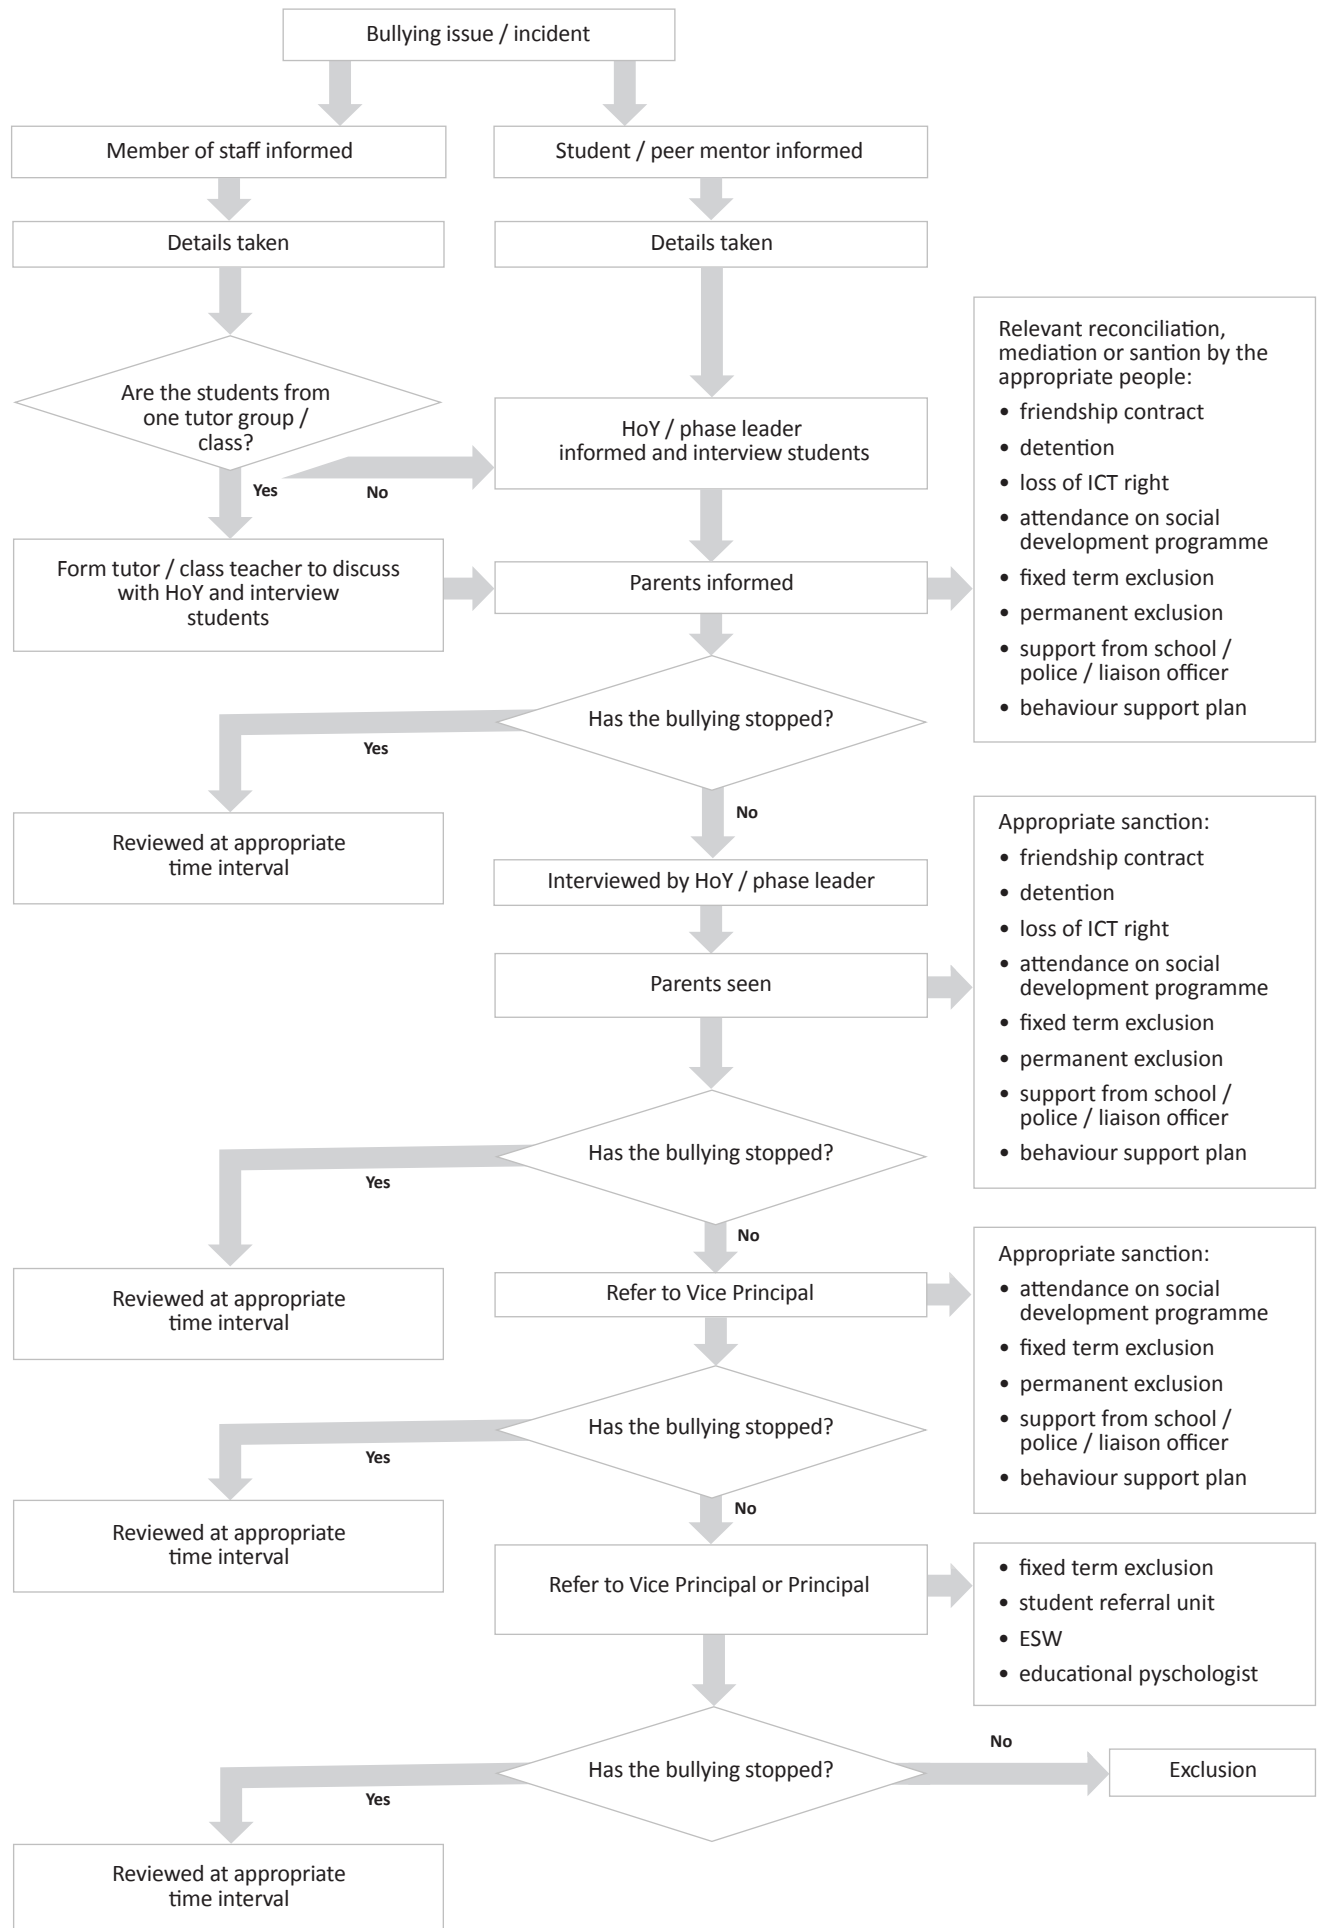 Bullying issue / incident
Member of staff informed
Student / peer mentor informed
Details taken
Details taken
Are the students from
one tutor group /
class?
Yes
No
HoY / phase leader
informed and interview students
Form tutor / class teacher to discuss
with HoY and interview
students
Parents informed
Relevant reconciliation,
mediation or santion by the
appropriate people:
• friendship contract
• detention
• loss of ICT right
• attendance on social
development programme
• fixed term exclusion
• permanent exclusion
• support from school /
police / liaison officer
• behaviour support plan
Has the bullying stopped?
Yes
No
Reviewed at appropriate
time interval
Interviewed by HoY / phase leader
Parents seen
Appropriate sanction:
• friendship contract
• detention
• loss of ICT right
• attendance on social
development programme
• fixed term exclusion
• permanent exclusion
• support from school /
police / liaison officer
• behaviour support plan
Has the bullying stopped?
Yes
No
Reviewed at appropriate
time interval
Refer to Vice Principal
Appropriate sanction:
• attendance on social
development programme
• fixed term exclusion
• permanent exclusion
• support from school /
police / liaison officer
• behaviour support plan
Has the bullying stopped?
Yes
No
Reviewed at appropriate
time interval
Refer to Vice Principal or Principal
• fixed term exclusion
• student referral unit
• ESW
• educational pyschologist
Has the bullying stopped?
Yes
No
Exclusion
Reviewed at appropriate
time interval